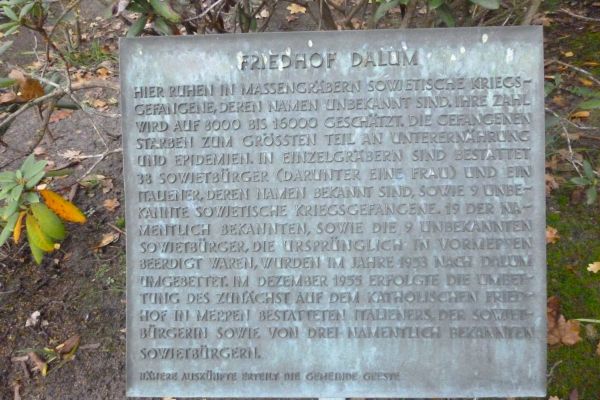 FRIEDHOF DALUM
HIER RUHEN IN MASSENGRÄBERN SOWJETISCHE KRIEGS-
GEFANGENE, DEREN NAMEN UNBEKANNT SIND. IHRE ZAHL
WIRD AUF 8000 BIS 16000 GESCHÄTZT. DIE GEFANGENEN
STARBEN ZUM GRÖSSTEN TEIL AN UNTERERNÄHRUNG
UND EPIDEMIEN. IN EINZELGRÄBERN SIND BESTATTET
38 SOWJETBÜRGER (DARUNTER EINE FRAU) UND EIN
ITALIENER, DEREN NAMEN BEKANNT SIND, SOWIE 9 UNBE-
KANNTE SOWJETISCHE KRIEGSGEFANGENE. 19 DER NA-
MENTLICH BEKANNTEN, SOWIE DIE 9 UNBEKANNTEN
SOWJETBÜRGER, DIE URSPRÜNGLICH IN VORMEPPEN
BEERDIGT WAREN, WURDEN IM JAHRE 1953 NACH DALUM
UMGEBETTET. IM DEZEMBER 1955 ERFOLGTE DIE UMBET-
TUNG DES ZUNÄCHST AUF DEM KATHOLISCHEN FRIED-
HOF IN MEPPEN BESTATTETEN ITALIENERS, DER SOWJET-
BÜRGERIN SOWIE VON DREI NAMENTLICH BEKANNTEN
SOWJETBÜRGERN.
NÄHERE AUSKÜNFTE ERTEILT DIE GEMEINDE GEESTE